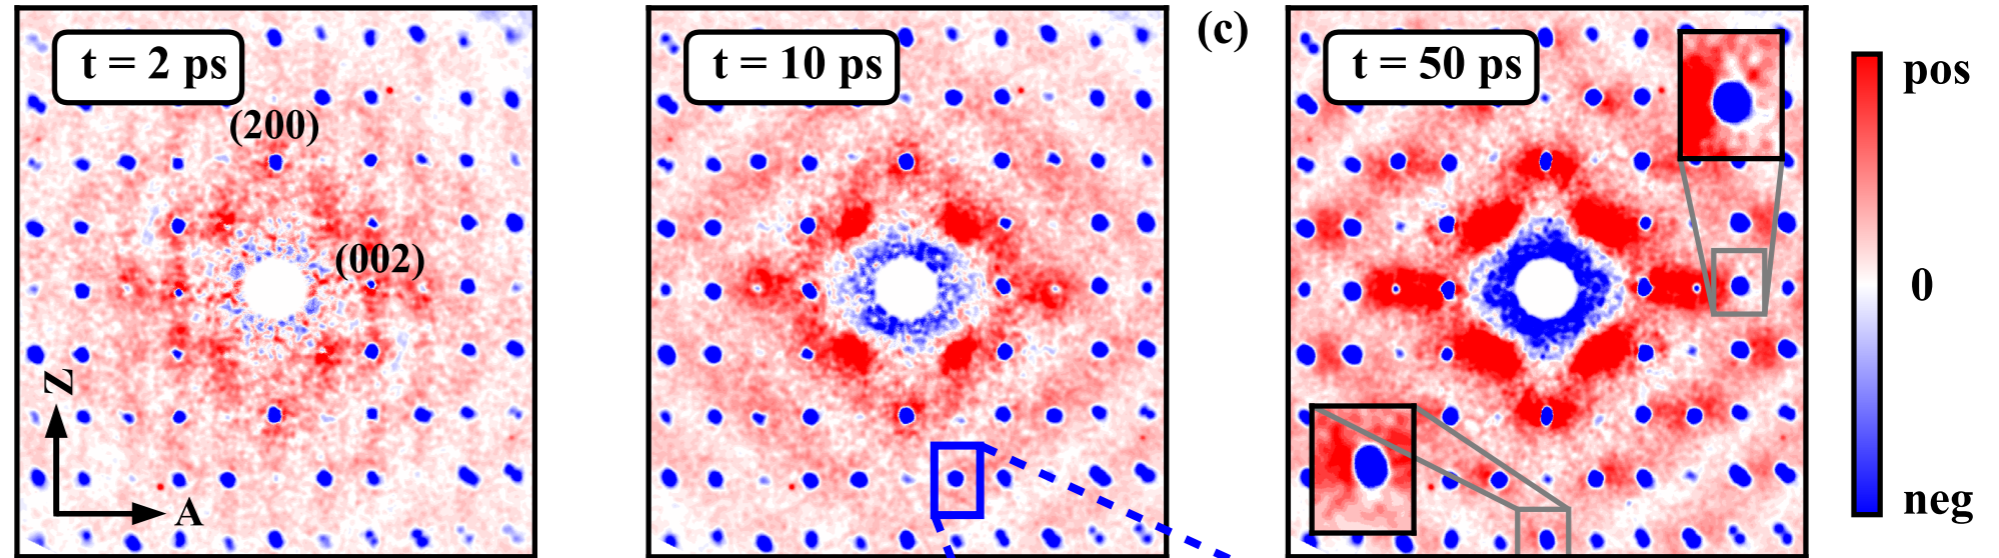 t = 2 ps
(200)
(002)
Z
A
t = 10 ps
(c)
t = 50 ps
pos
0
neg